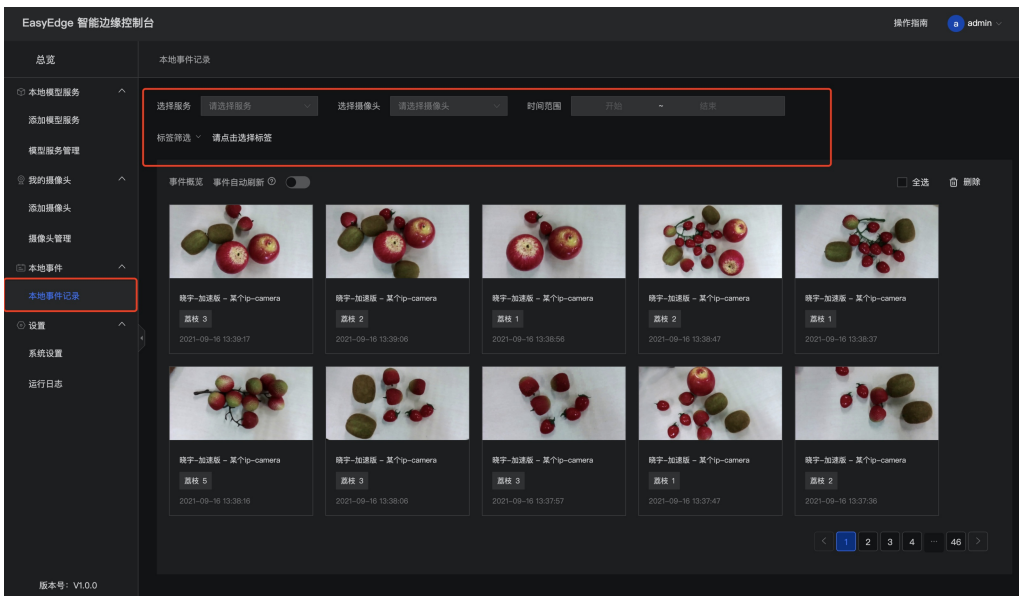 EasyEdge 智能边缘控制台
操作指南
a admin
总览
本地事件记录
本地模型服务
添加模型服务
模型服务管理
我的摄像头
添加摄像头
摄像头管理
本地事件
本地事件记录
设置
系统设置
运行日志
版本号：V1.0.0
选择服务 请选择服务
选择摄像头 请选择摄像头
时间范围 开始 ~ 结束
标签筛选 请点击选择标签
事件概览 事件自动刷新
全选 删除
晓宇-加速版 - 某个ip-camera
荔枝 3
2021-09-16 13:39:17
晓宇-加速版 - 某个ip-camera
荔枝 2
2021-09-16 13:39:06
晓宇-加速版 - 某个ip-camera
荔枝 1
2021-09-16 13:38:56
晓宇-加速版 - 某个ip-camera
荔枝 2
2021-09-16 13:38:47
晓宇-加速版 - 某个ip-camera
荔枝 1
2021-09-16 13:38:37
晓宇-加速版 - 某个ip-camera
荔枝 5
2021-09-16 13:38:16
晓宇-加速版 - 某个ip-camera
荔枝 3
2021-09-16 13:38:06
晓宇-加速版 - 某个ip-camera
荔枝 3
2021-09-16 13:37:57
晓宇-加速版 - 某个ip-camera
荔枝 1
2021-09-16 13:37:47
晓宇-加速版 - 某个ip-camera
荔枝 2
2021-09-16 13:37:36
< 1 2 3 4 ··· 46 >